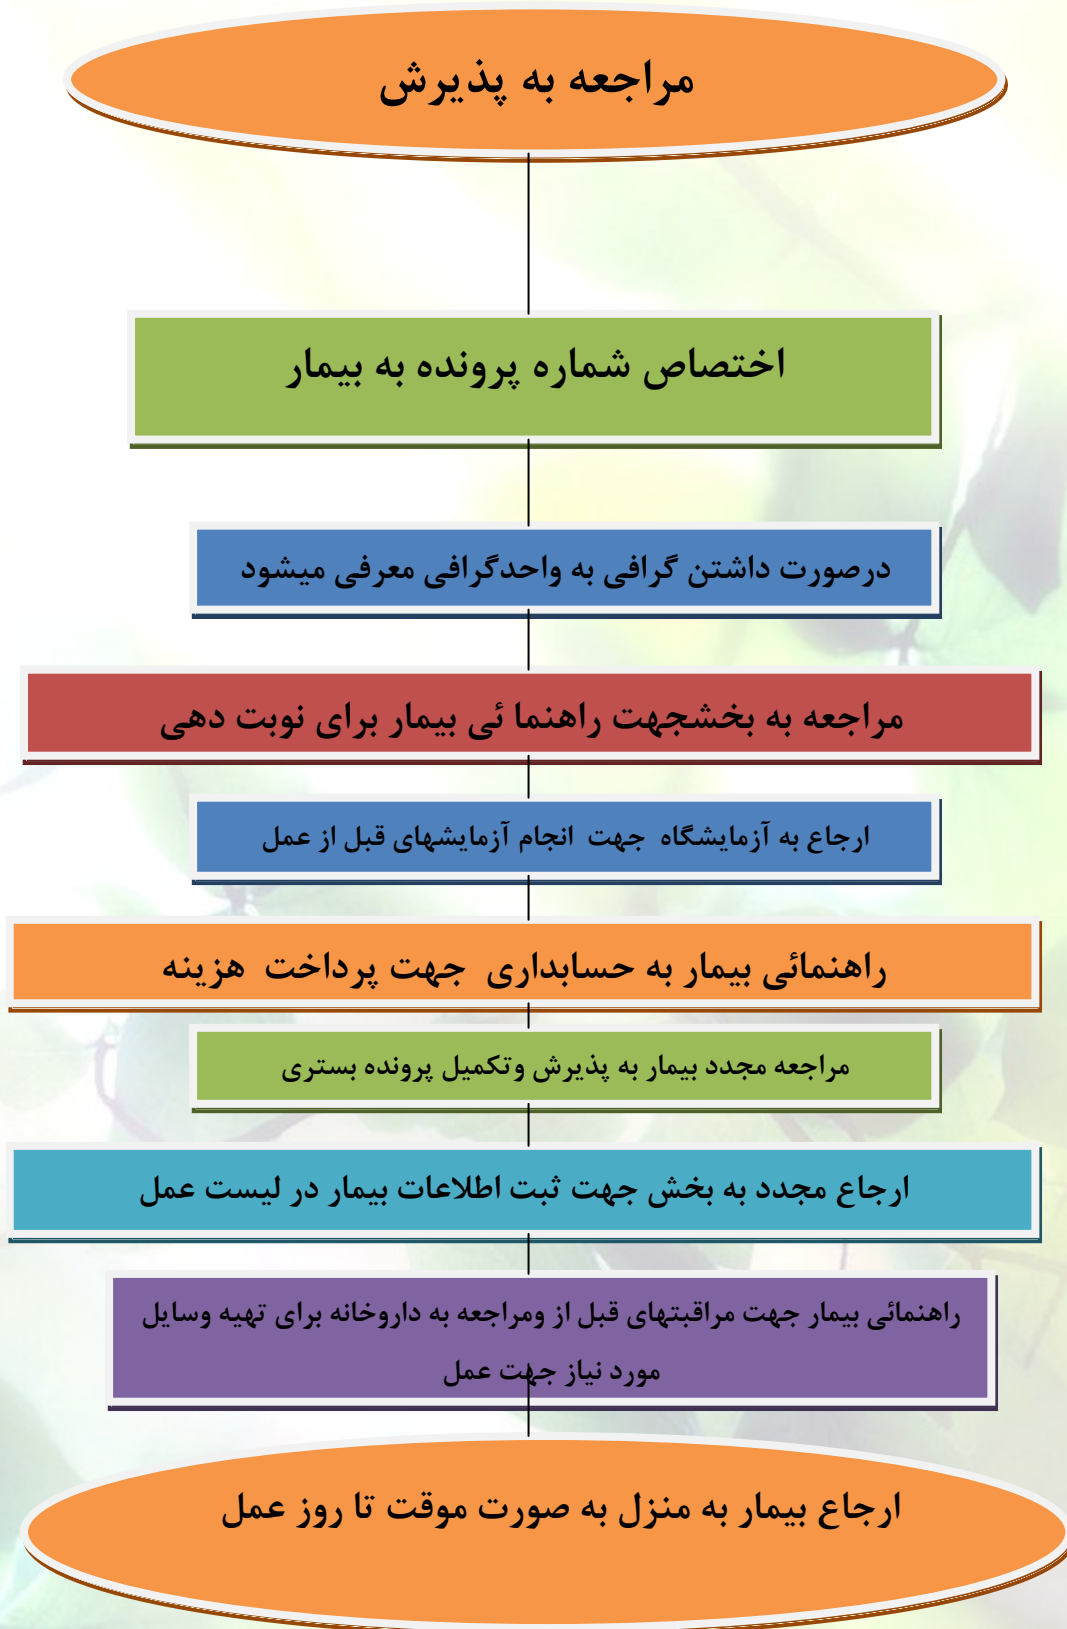 مراجعه به پذیرش
اختصاص شماره پرونده به بیمار
درصورت داشتن گرافی به واحدگرافی معرفی میشود
مراجعه به بخشجهت راهنما ئی بیمار برای نوبت دهی
ارجاع به آزمایشگاه جهت انجام آزمایشهای قبل از عمل
راهنمائی بیمار به حسابداری جهت پرداخت هزینه
مراجعه مجدد بیمار به پذیرش وتکمیل پرونده بستری
ارجاع مجدد به بخش جهت ثبت اطلاعات بیمار در لیست عمل
راهنمائی بیمار جهت مراقبتهای قبل از ومراجعه به داروخانه برای تهیه وسایل
مورد نیاز جهت عمل
ارجاع بیمار به منزل به صورت موقت تا روز عمل